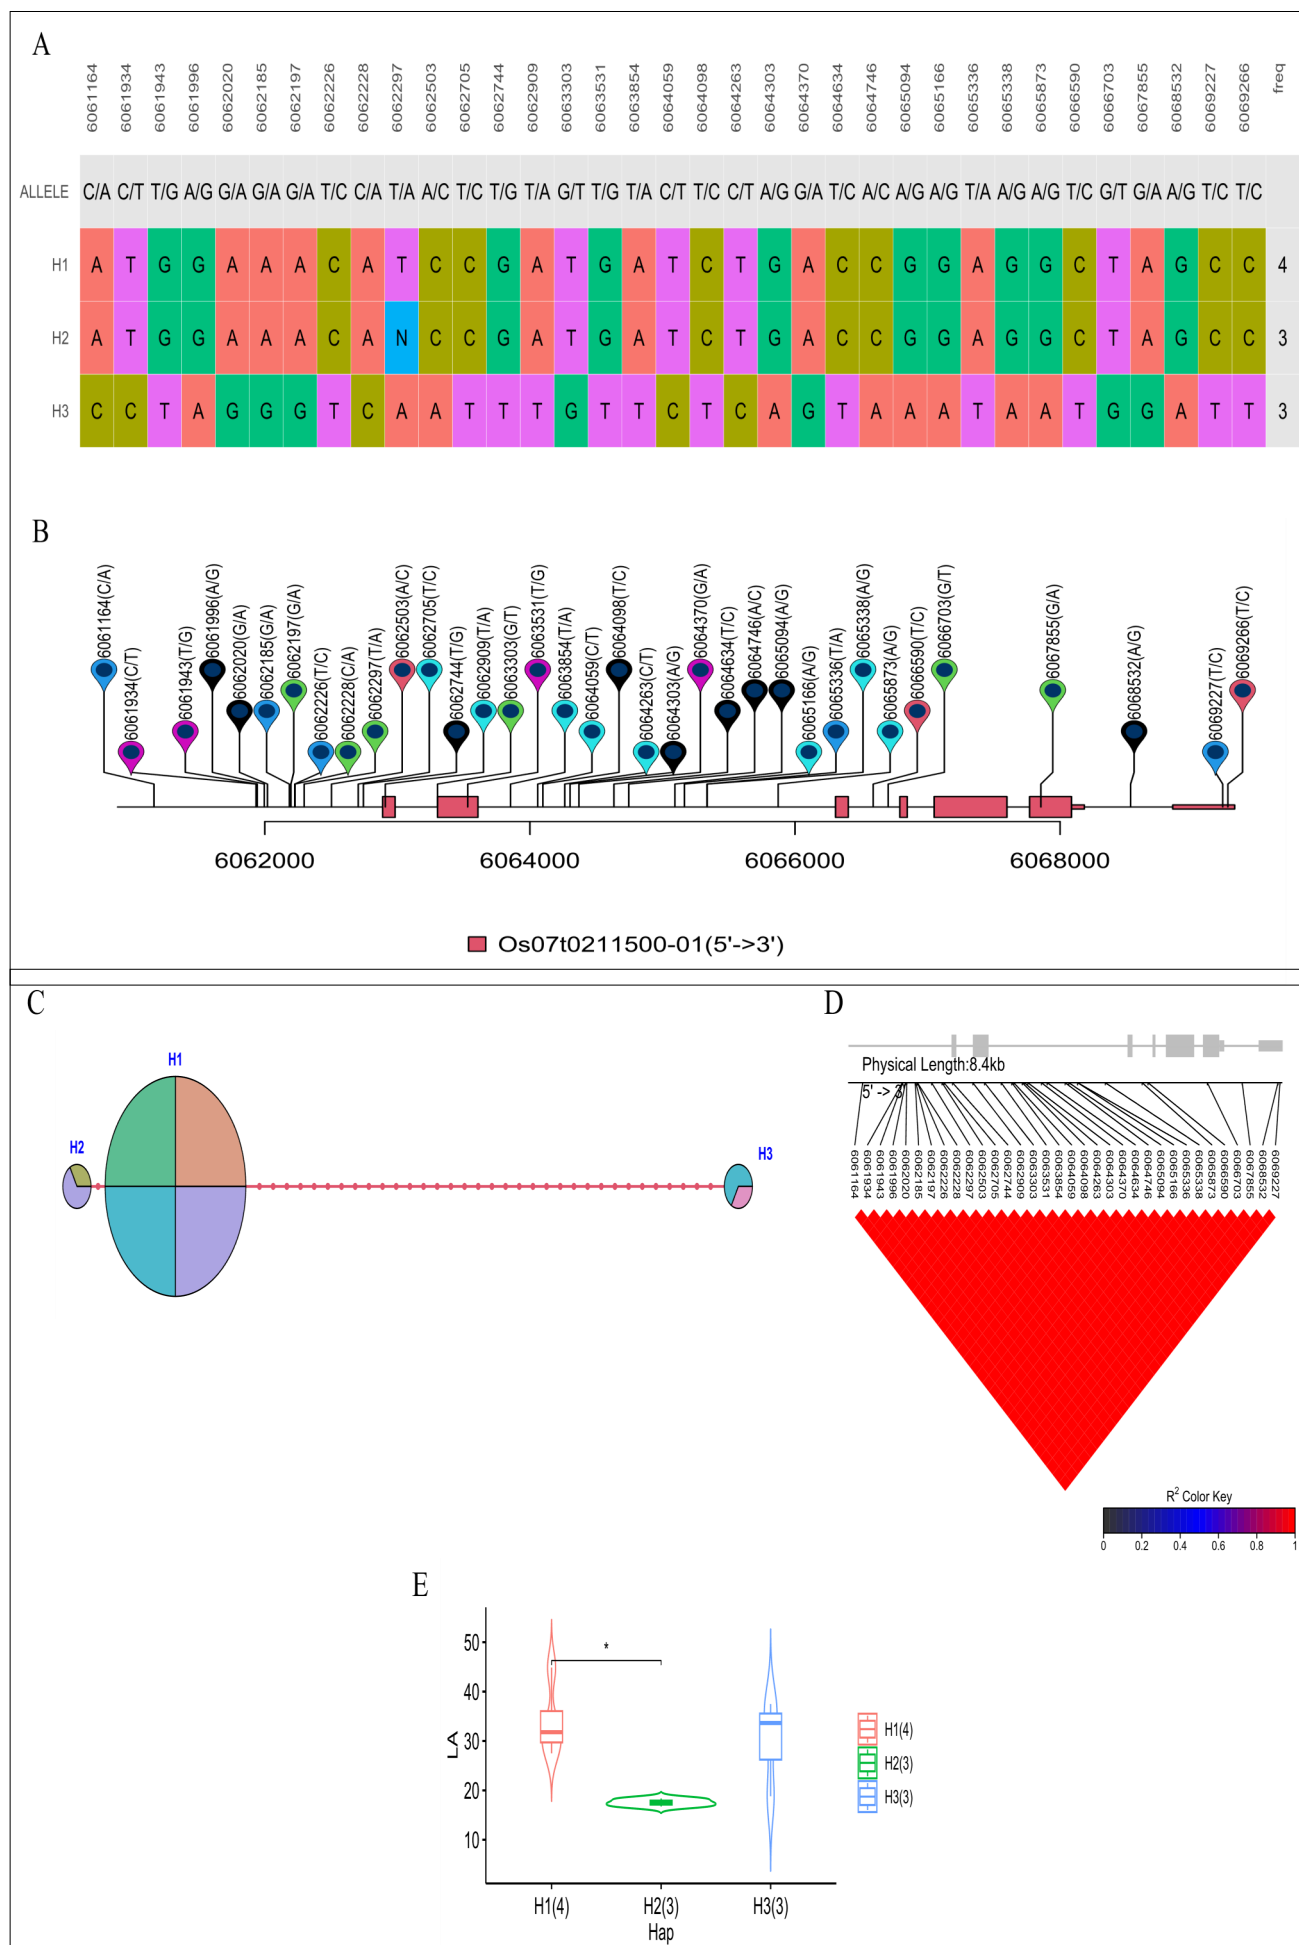 A
6061164 6061934 6061943 6061996 6062020 6062185 6062197 6062226 6062228 6062297 6062503 6062705 6062744 6062909 6063303 6063531 6063854 6064059 6064098 6064263 6064303 6064370 6064634 6064746 6065094 6065166 6065336 6065338 6065873 6066590 6066703 6067855 6068532 6069227 6069266 freq
ALLELE C/A C/T T/G A/G G/A G/A G/A T/C C/A T/A A/C T/C T/G T/A G/T T/G T/A C/T T/C C/T A/G G/A T/C A/C A/G A/G T/A A/G A/G T/C G/T G/A A/G T/C T/C
H1 A T G G A A A C A T C C G A T G A T C T G A C C G G A G G C T A G C C 4
H2 A T G G A A A C A N C C G A T G A T C T G A C C G G A G G C T A G C C 3
H3 C C T A G G G T C A A T T T G T T C T C A G T A A A T A A T G G A T T 3
B
6061164(C/A) 6061934(C/T) 6061943(T/G) 6061996(A/G) 6062020(G/A) 6062185(G/A) 6062197(G/A) 6062226(T/C) 6062228(C/A) 6062297(T/A) 6062503(A/C) 6062705(T/C) 6062744(T/G) 6062909(T/A) 6063303(G/T) 6063531(T/G) 6063854(T/A) 6064059(C/T) 6064098(T/C) 6064263(C/T) 6064303(A/G) 6064370(G/A) 6064634(T/C) 6064746(A/C) 6065094(A/G) 6065166(A/G) 6065336(T/A) 6065338(A/G) 6065873(A/G) 6066590(T/C) 6066703(G/T) 6067855(G/A) 6068532(A/G) 6069227(T/C) 6069266(T/C)
6062000 6064000 6066000 6068000
Os07t0211500-01(5'->3')
C
H1
H2
H3
D
Physical Length:8.4kb
5' -> 3'
6061164 6061934 6061943 6061996 6062020 6062185 6062197 6062226 6062228 6062297 6062503 6062705 6062744 6062909 6063303 6063531 6063854 6064059 6064098 6064263 6064303 6064370 6064634 6064746 6065094 6065166 6065336 6065338 6065873 6066590 6066703 6067855 6068532 6069227
R² Color Key
0 0.2 0.4 0.6 0.8 1
E
50
40
30
20
10
LA
*
H1(4)
H2(3)
H3(3)
H1(4) H2(3) H3(3)
Hap